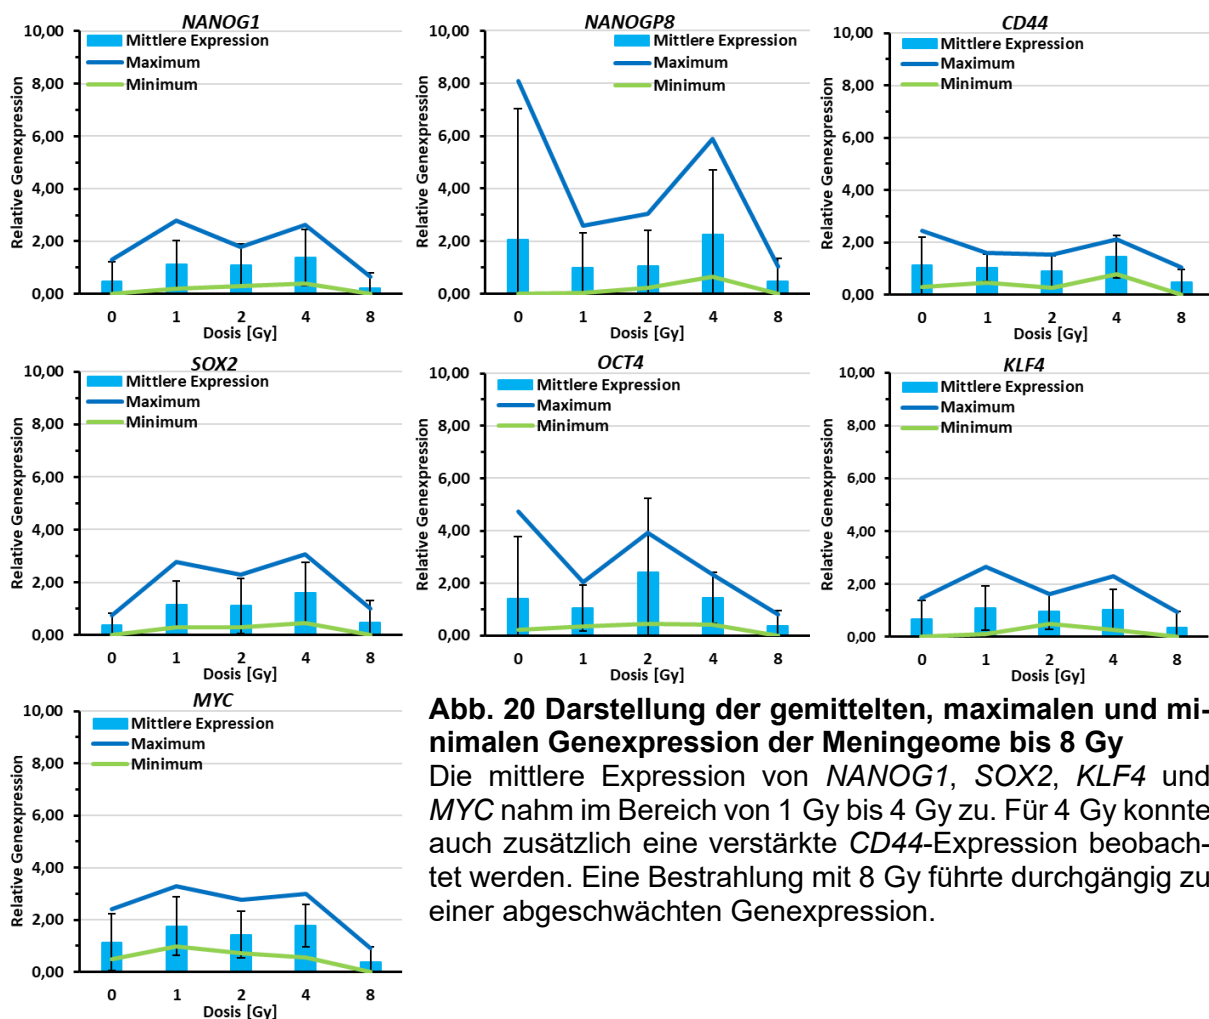 NANOG1
10,00
8,00
6,00
4,00
2,00
0,00
Relative Genexpression
Mittlere Expression
Maximum
Minimum
0 1 2 4 8
Dosis [Gy]
NANOGP8
10,00
8,00
6,00
4,00
2,00
0,00
Relative Genexpression
Mittlere Expression
Maximum
Minimum
0 1 2 4 8
Dosis [Gy]
CD44
10,00
8,00
6,00
4,00
2,00
0,00
Relative Genexpression
Mittlere Expression
Maximum
Minimum
0 1 2 4 8
Dosis [Gy]
SOX2
10,00
8,00
6,00
4,00
2,00
0,00
Relative Genexpression
Mittlere Expression
Maximum
Minimum
0 1 2 4 8
Dosis [Gy]
OCT4
10,00
8,00
6,00
4,00
2,00
0,00
Relative Genexpression
Mittlere Expression
Maximum
Minimum
0 1 2 4 8
Dosis [Gy]
KLF4
10,00
8,00
6,00
4,00
2,00
0,00
Relative Genexpression
Mittlere Expression
Maximum
Minimum
0 1 2 4 8
Dosis [Gy]
MYC
10,00
8,00
6,00
4,00
2,00
0,00
Relative Genexpression
Mittlere Expression
Maximum
Minimum
0 1 2 4 8
Dosis [Gy]
Abb. 20 Darstellung der gemittelten, maximalen und mi-
nimalen Genexpression der Meningeome bis 8 Gy
Die mittlere Expression von NANOG1, SOX2, KLF4 und
MYC nahm im Bereich von 1 Gy bis 4 Gy zu. Für 4 Gy konnte
auch zusätzlich eine verstärkte CD44-Expression beobach-
tet werden. Eine Bestrahlung mit 8 Gy führte durchgängig zu
einer abgeschwächten Genexpression.